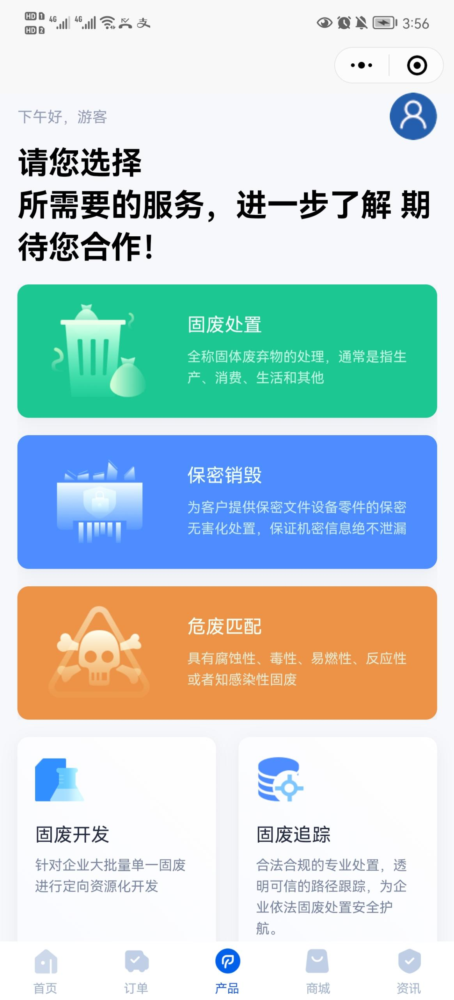 HD 1 4G 4G 支 3:56
HD 2
下午好，游客
请您选择
所需要的服务，进一步了解 期
待您合作！
固废处置
全称固体废弃物的处理，通常是指生
产、消费、生活和其他
保密销毁
为客户提供保密文件设备零件的保密
无害化处置，保证机密信息绝不泄漏
危废匹配
具有腐蚀性、毒性、易燃性、反应性
或者知感染性固废
固废开发
针对企业大批量单一固废
进行定向资源化开发
固废追踪
合法合规的专业处置，透
明可信的路径跟踪，为企
业依法固废处置安全护
航。
首页 订单 产品 商城 资讯